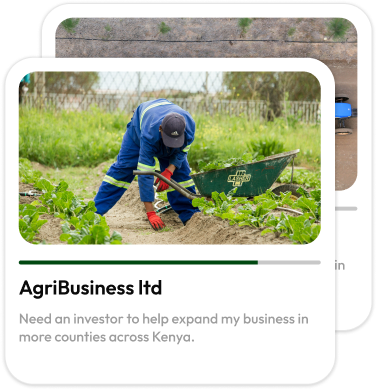 AgriBusiness ltd
Need an investor to help expand my business in
more counties across Kenya.
in